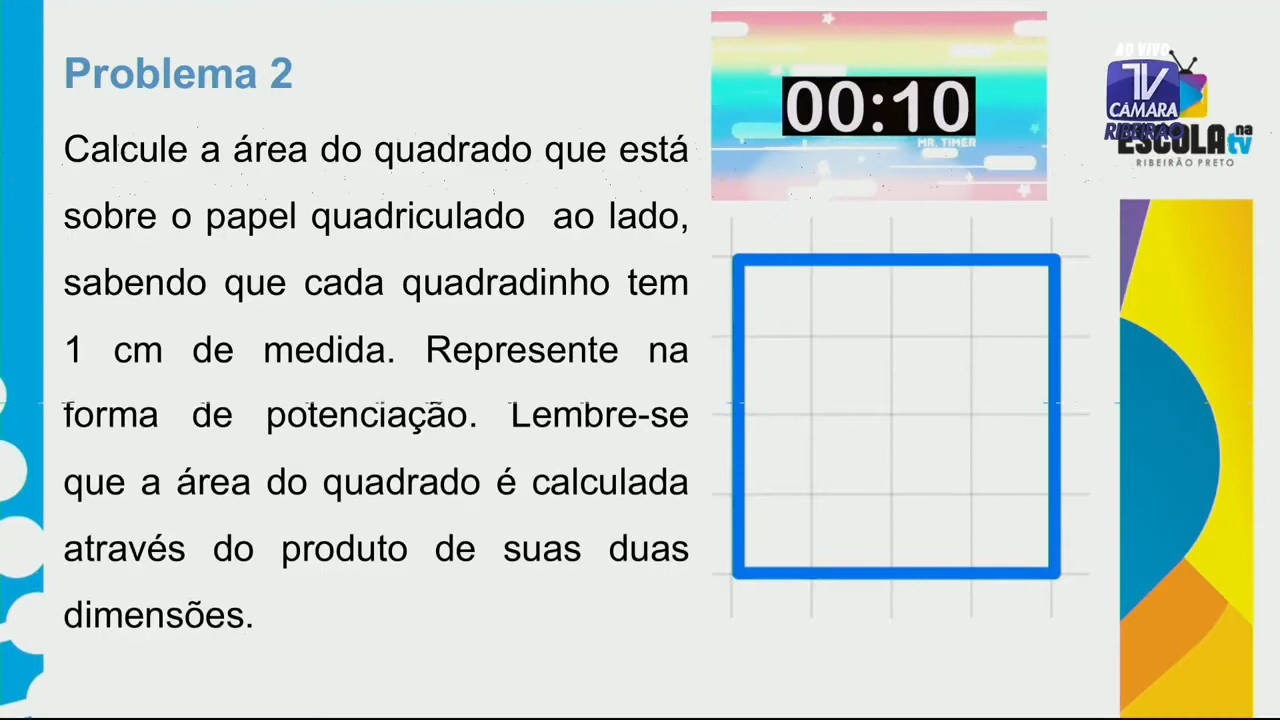 Problema 2
Calcule a área do quadrado que está
sobre o papel quadriculado ao lado,
sabendo que cada quadradinho tem
1 cm de medida. Represente na
forma de potenciação. Lembre-se
que a área do quadrado é calculada
através do produto de suas duas
dimensões.
00:10
MR. TIMER
AO VIVO
TV
CÂMARA
RIBEIRÃO
ESCOLA na tv
RIBEIRÃO PRETO